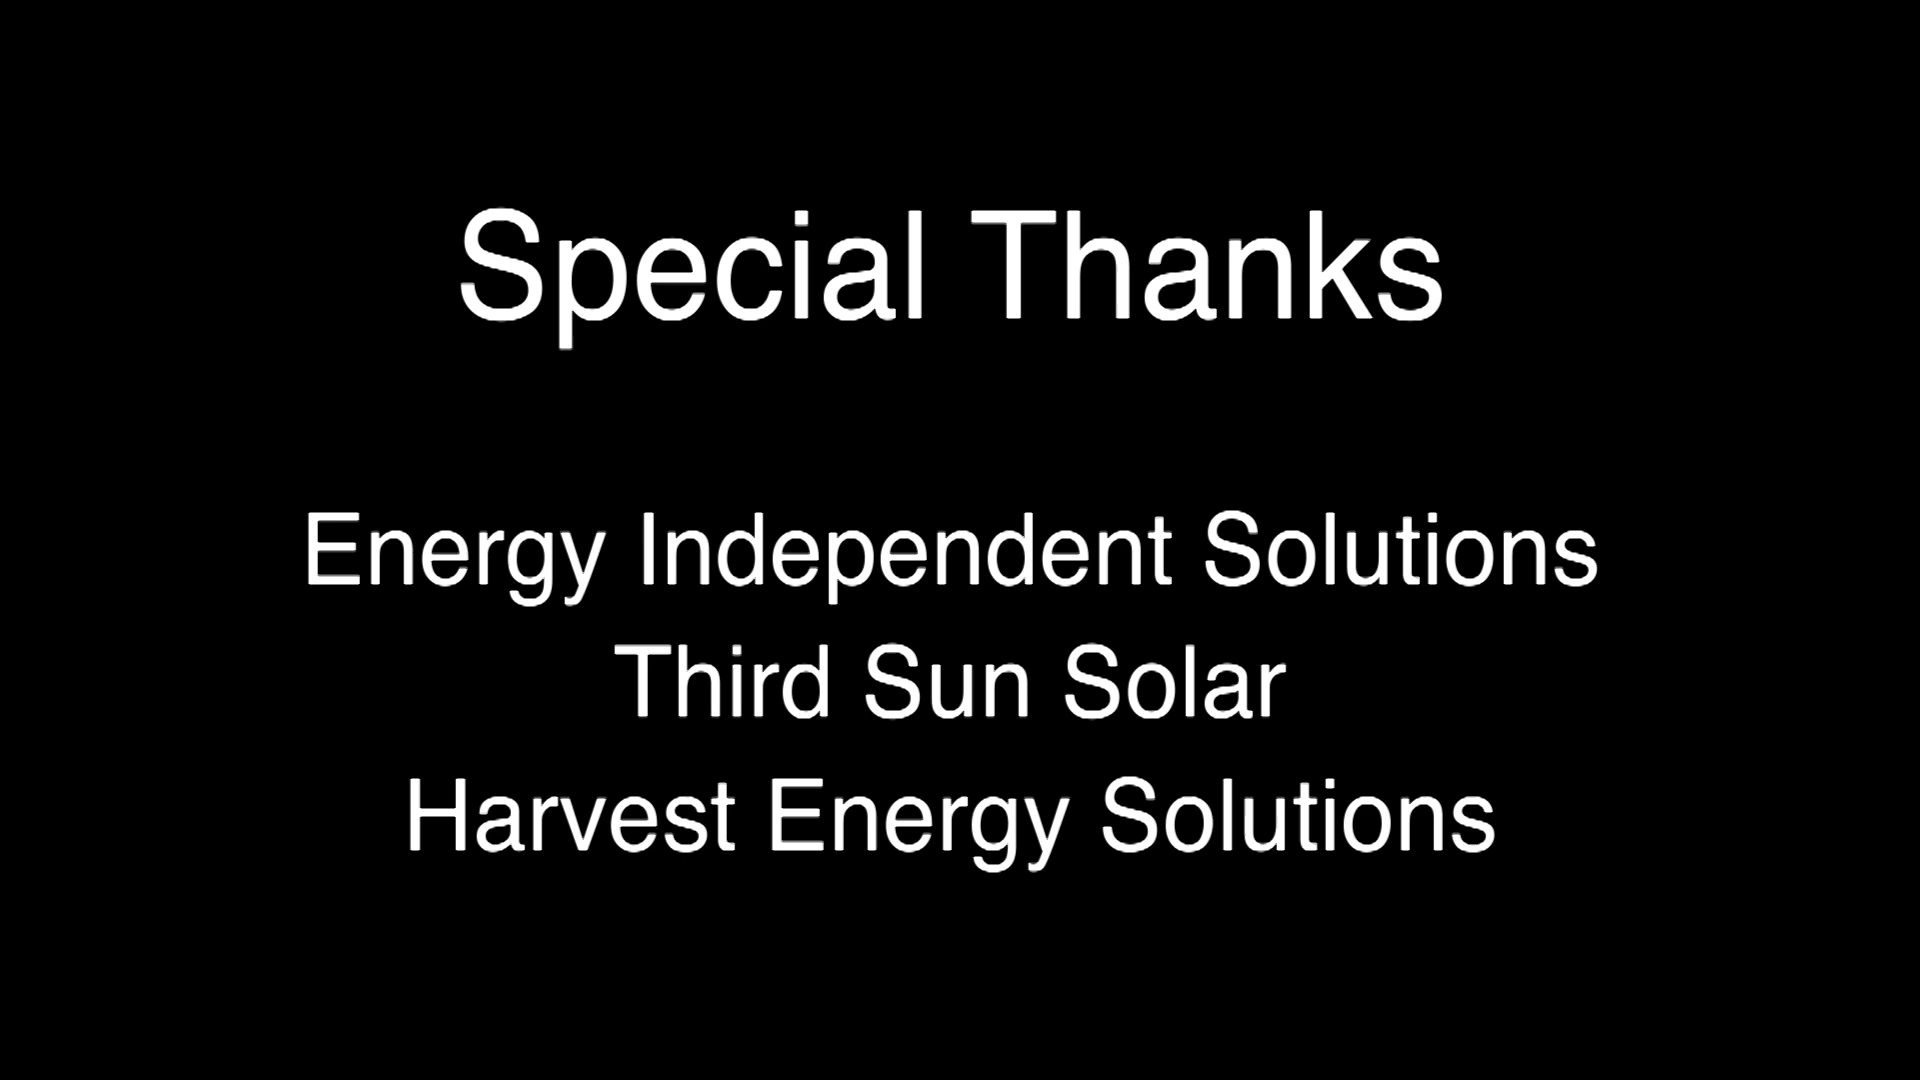 Special Thanks
Energy Independent Solutions
Third Sun Solar
Harvest Energy Solutions